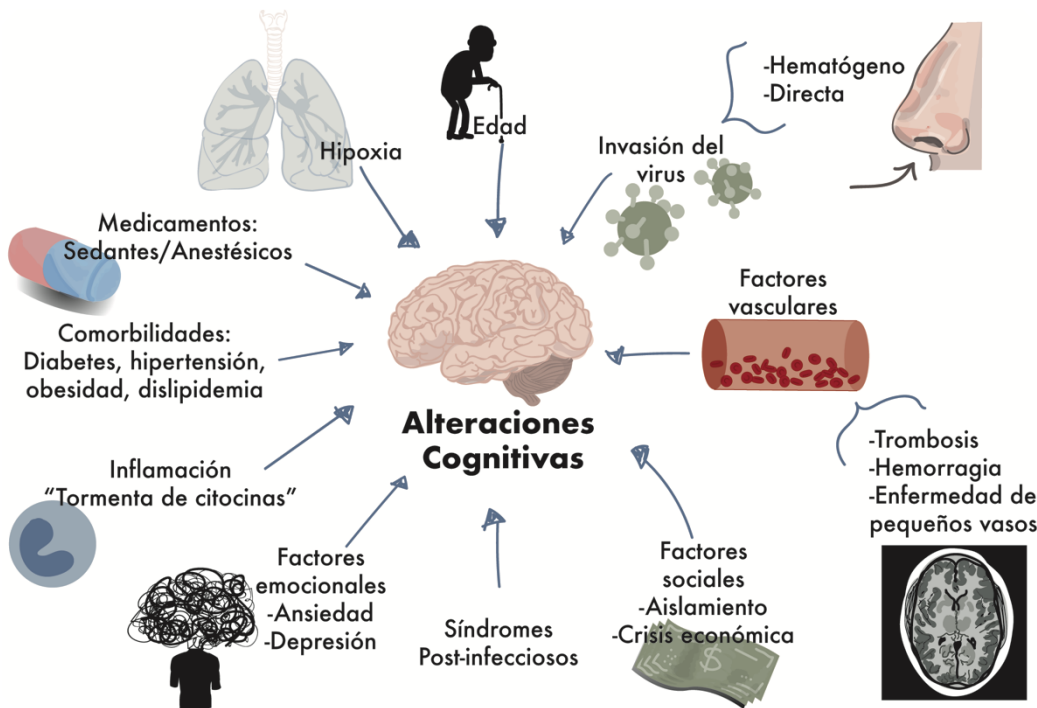 Hipoxia
Edad
Invasión del
virus
-Hematógeno
-Directa
Medicamentos:
Sedantes/Anestésicos
Factores
vasculares
-Trombosis
-Hemorragia
-Enfermedad de
pequeños vasos
Comorbilidades:
Diabetes, hipertensión,
obesidad, dislipidemia
Alteraciones
Cognitivas
Inflamación
“Tormenta de citocinas”
Factores
emocionales
-Ansiedad
-Depresión
Síndromes
Post-infecciosos
Factores
sociales
-Aislamiento
-Crisis económica
$